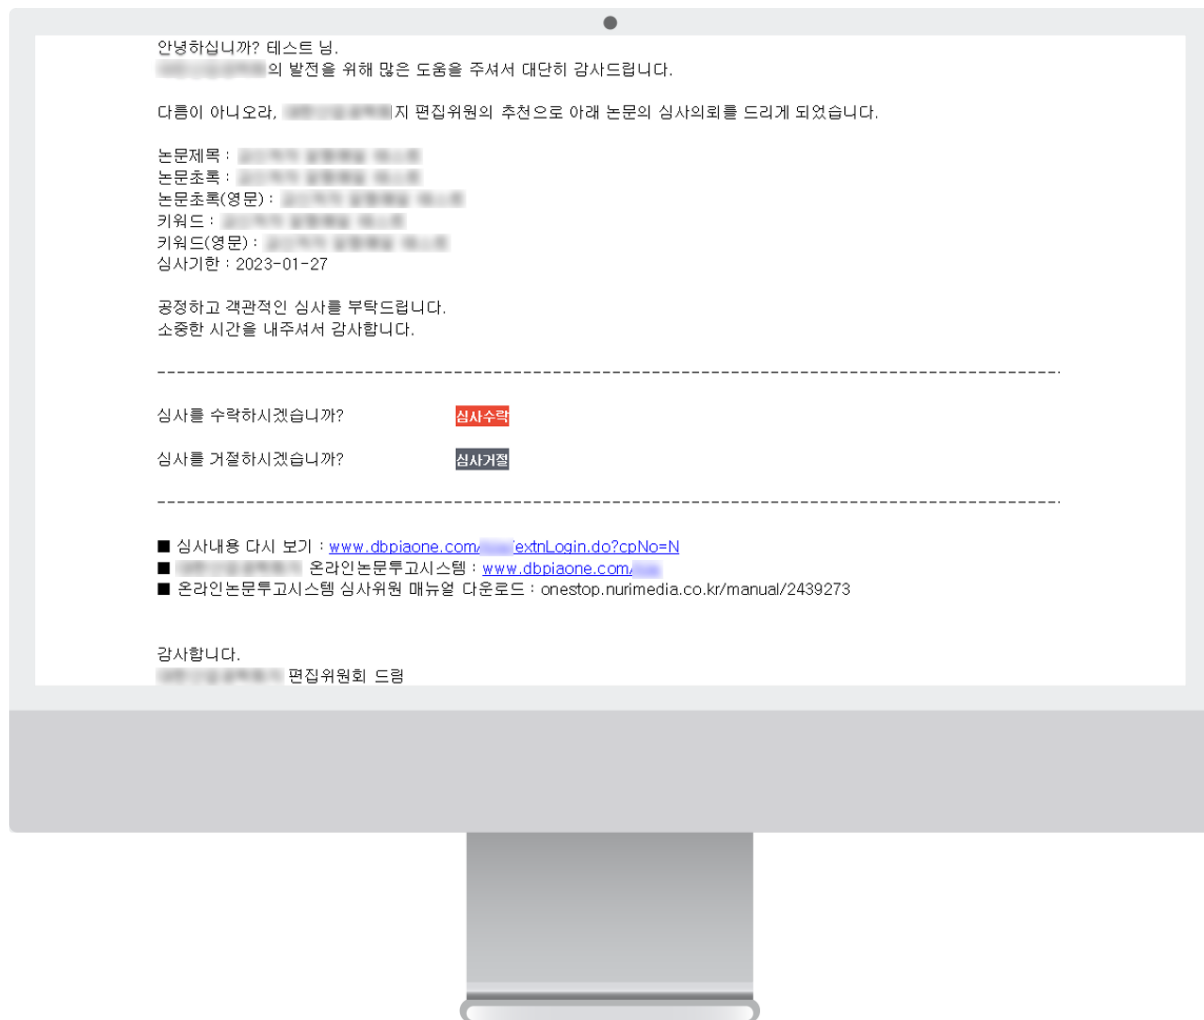 안녕하십니까? 테스트 님.
의 발전을 위해 많은 도움을 주셔서 대단히 감사드립니다.
다름이 아니오라, 지 편집위원의 추천으로 아래 논문의 심사의뢰를 드리게 되었습니다.
논문제목 :
논문초록 :
논문초록(영문) :
키워드 :
키워드(영문) :
심사기한 : 2023-01-27
공정하고 객관적인 심사를 부탁드립니다.
소중한 시간을 내주셔서 감사합니다.
심사를 수락하시겠습니까? 심사수락
심사를 거절하시겠습니까? 심사거절
■ 심사내용 다시 보기 : www.dbpiaone.com/ /extnLogin.do?cpNo=N
■ 온라인논문투고시스템 : www.dbpiaone.com/
■ 온라인논문투고시스템 심사위원 매뉴얼 다운로드 : onestop.nurimedia.co.kr/manual/2439273
감사합니다.
편집위원회 드림